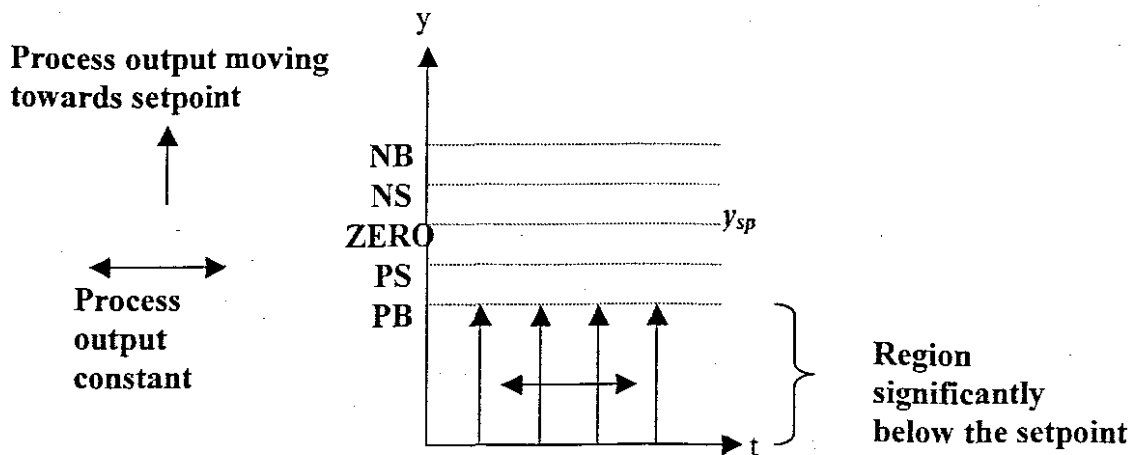 y
Process output moving
towards setpoint
NB
NS
ZERO
y_sp
PS
PB
Process
output
constant
Region
significantly
below the setpoint
t